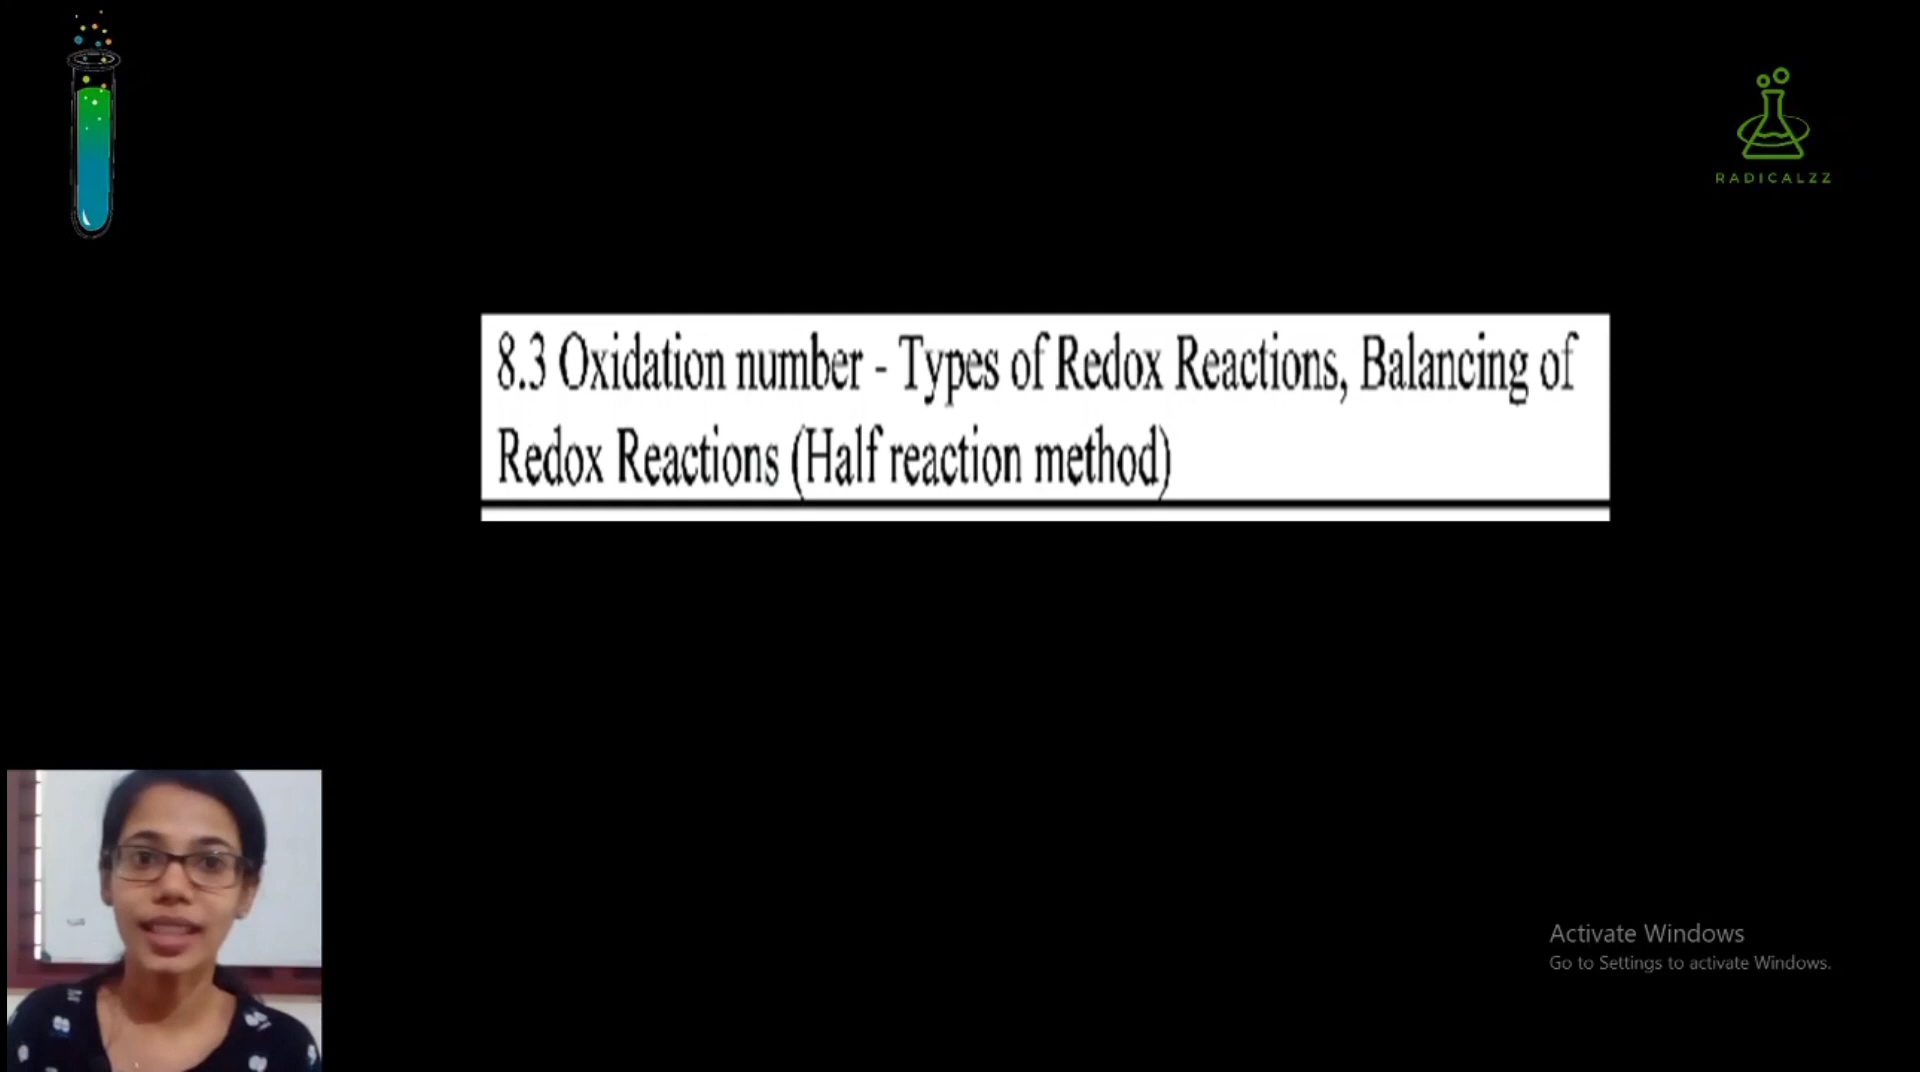 RADICALZZ
8.3 Oxidation number - Types of Redox Reactions, Balancing of
Redox Reactions (Half reaction method)
Activate Windows
Go to Settings to activate Windows.